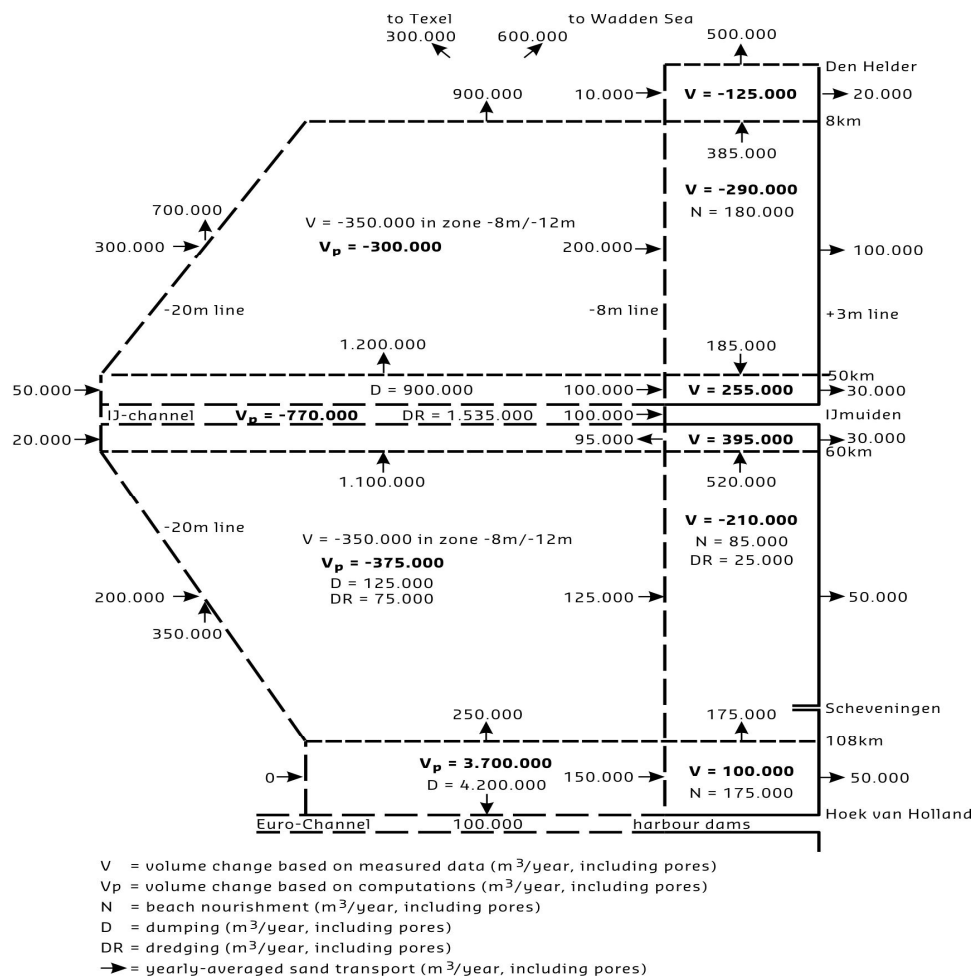 to Texel
to Wadden Sea
300.000
600.000
500.000
Den Helder
900.000
10.000
V = -125.000
20.000
8km
385.000
V = -290.000
N = 180.000
700.000
V = -350.000 in zone -8m/-12m
300.000
Vp = -300.000
200.000
100.000
-20m line
-8m line
+3m line
1.200.000
185.000
50km
50.000
D = 900.000
100.000
V = 255.000
30.000
IJ-channel
Vp = -770.000
DR = 1.535.000
100.000
IJmuiden
20.000
95.000
V = 395.000
30.000
60km
1.100.000
520.000
-20m line
V = -210.000
V = -350.000 in zone -8m/-12m
N = 85.000
Vp = -375.000
DR = 25.000
D = 125.000
DR = 75.000
200.000
125.000
50.000
350.000
250.000
175.000
Scheveningen
108km
Vp = 3.700.000
V = 100.000
0
D = 4.200.000
150.000
N = 175.000
50.000
Hoek van Holland
Euro-Channel
100.000
harbour dams
V = volume change based on measured data (m³/year, including pores)
Vp = volume change based on computations (m³/year, including pores)
N = beach nourishment (m³/year, including pores)
D = dumping (m³/year, including pores)
DR = dredging (m³/year, including pores)
→ = yearly-averaged sand transport (m³/year, including pores)